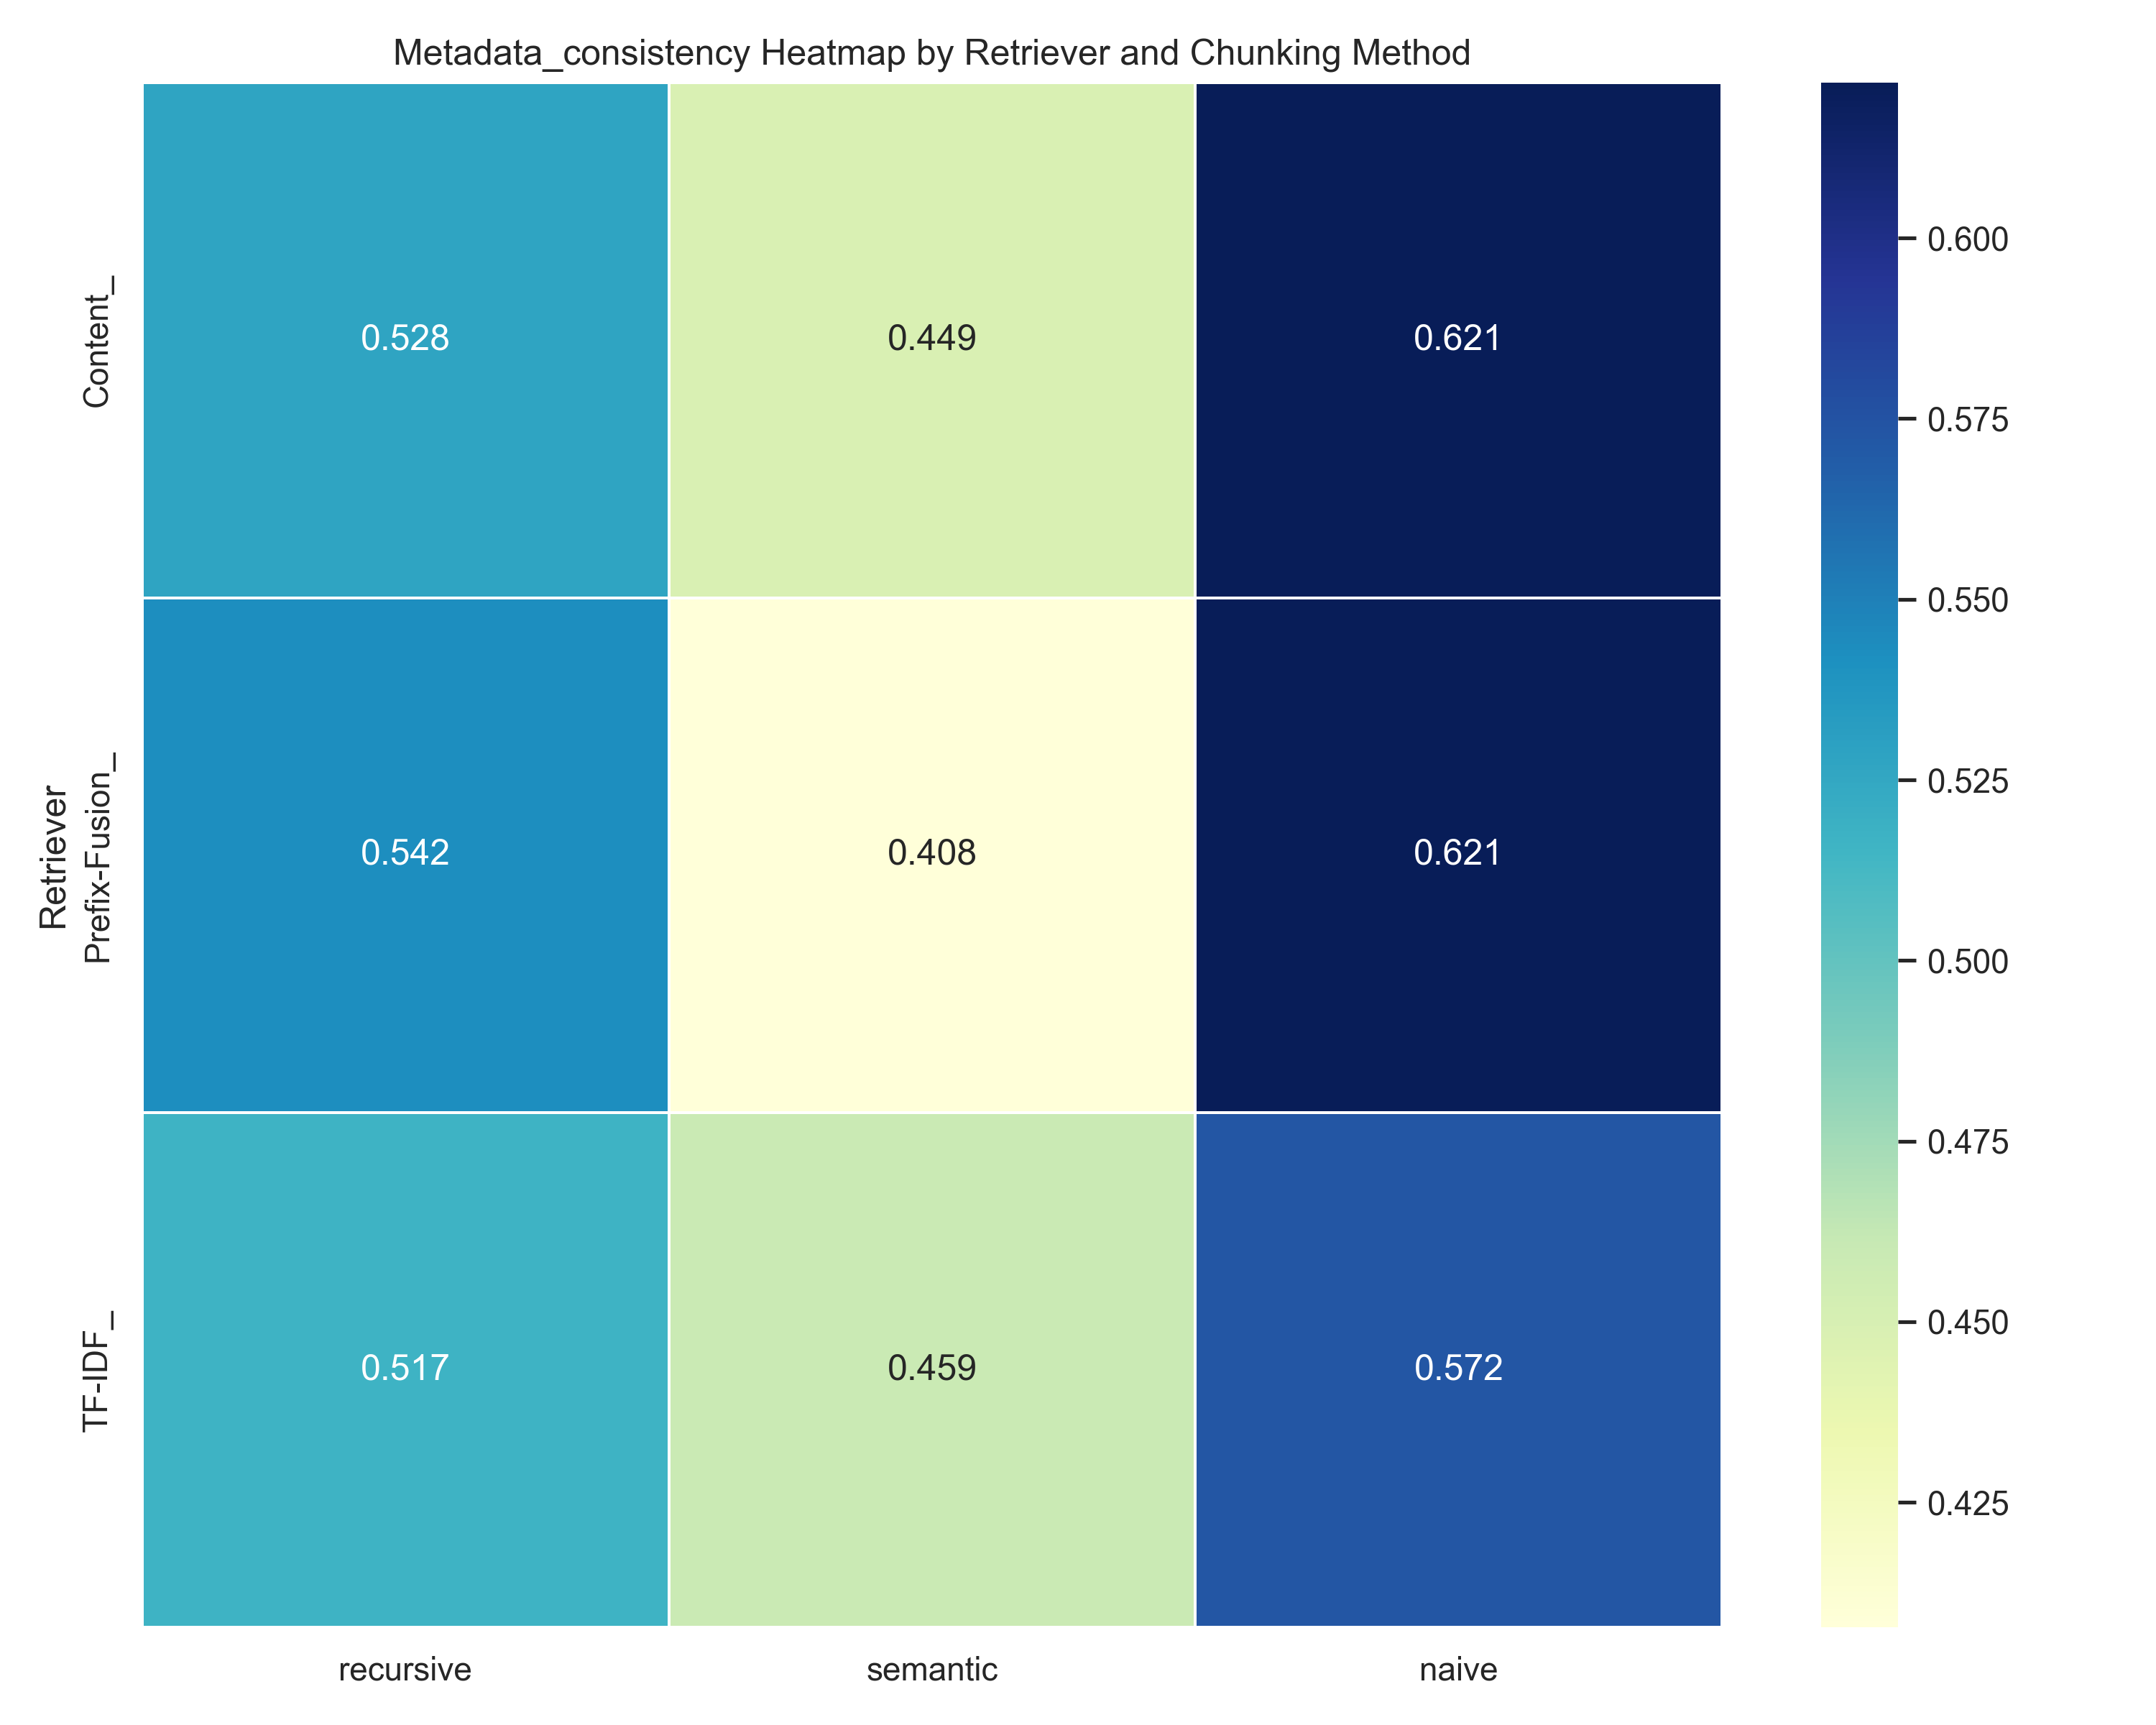 Metadata_consistency Heatmap by Retriever and Chunking Method
Retriever
Content_
0.528 0.449 0.621
Prefix-Fusion_
0.542 0.408 0.621
TF-IDF_
0.517 0.459 0.572
recursive semantic naive
0.600
0.575
0.550
0.525
0.500
0.475
0.450
0.425